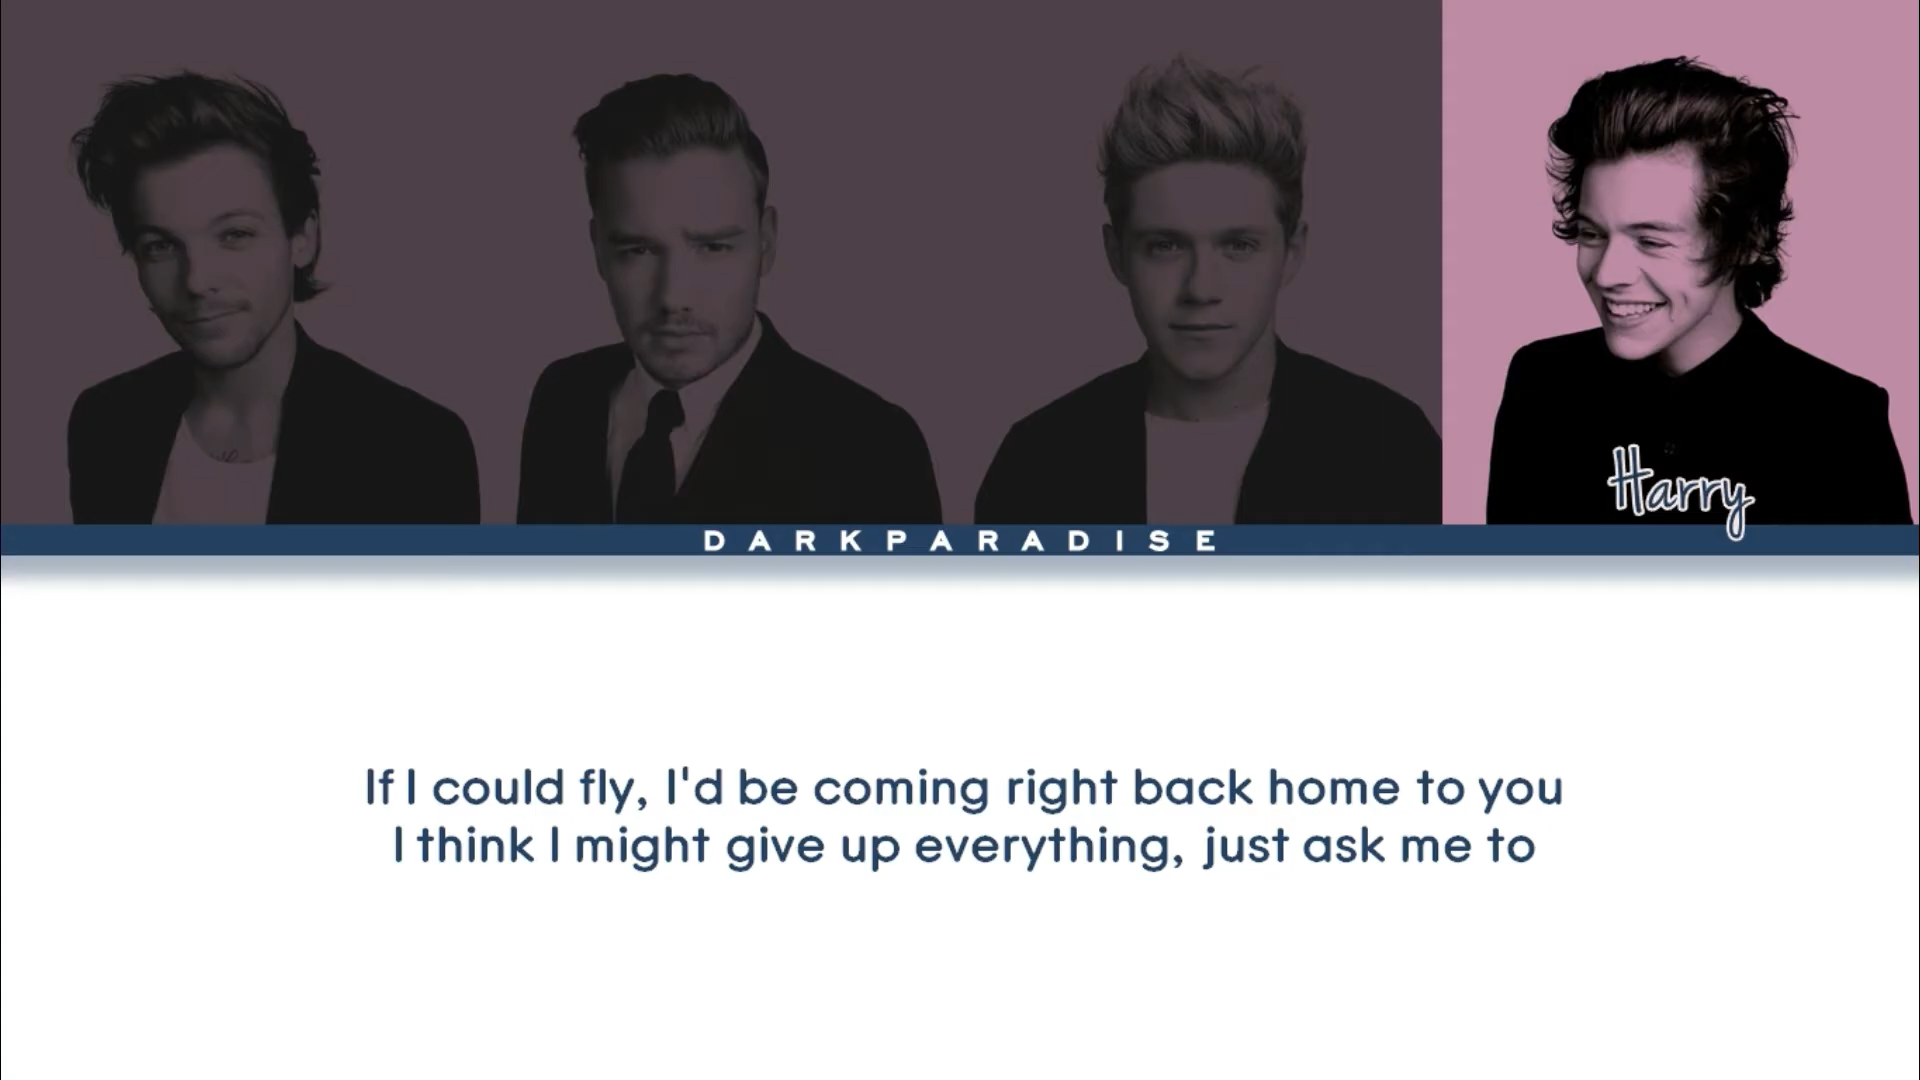 Harry
DARKPARADISE
If I could fly, I'd be coming right back home to you
I think I might give up everything, just ask me to